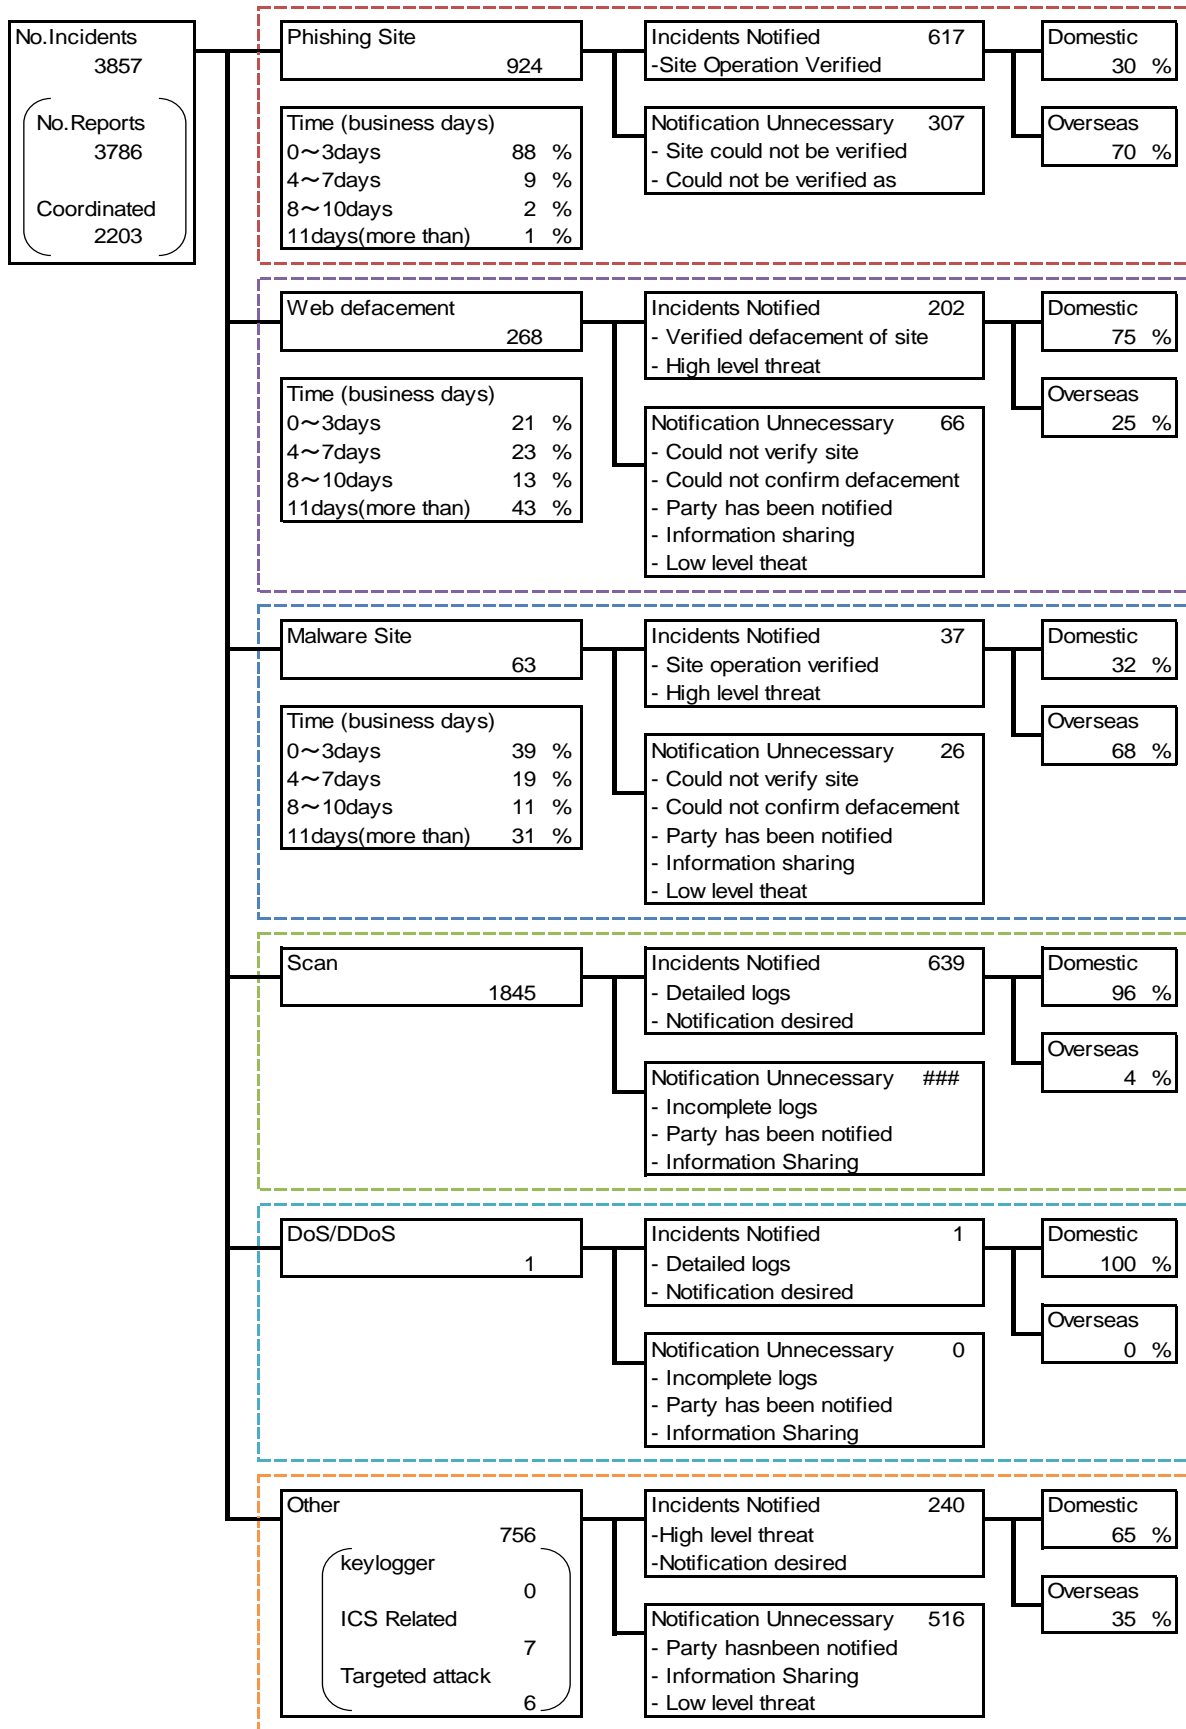 No.Incidents
3857
No.Reports
3786
Coordinated
2203
Phishing Site
924
Time (business days)
0～3days 88 %
4～7days 9 %
8～10days 2 %
11days(more than) 1 %
Incidents Notified 617
-Site Operation Verified
Notification Unnecessary 307
- Site could not be verified
- Could not be verified as
Domestic
30 %
Overseas
70 %
Web defacement
268
Time (business days)
0～3days 21 %
4～7days 23 %
8～10days 13 %
11days(more than) 43 %
Incidents Notified 202
- Verified defacement of site
- High level threat
Notification Unnecessary 66
- Could not verify site
- Could not confirm defacement
- Party has been notified
- Information sharing
- Low level theat
Domestic
75 %
Overseas
25 %
Malware Site
63
Time (business days)
0～3days 39 %
4～7days 19 %
8～10days 11 %
11days(more than) 31 %
Incidents Notified 37
- Site operation verified
- High level threat
Notification Unnecessary 26
- Could not verify site
- Could not confirm defacement
- Party has been notified
- Information sharing
- Low level theat
Domestic
32 %
Overseas
68 %
Scan
1845
Incidents Notified 639
- Detailed logs
- Notification desired
Notification Unnecessary ###
- Incomplete logs
- Party has been notified
- Information Sharing
Domestic
96 %
Overseas
4 %
DoS/DDoS
1
Incidents Notified 1
- Detailed logs
- Notification desired
Notification Unnecessary 0
- Incomplete logs
- Party has been notified
- Information Sharing
Domestic
100 %
Overseas
0 %
Other
756
keylogger
0
ICS Related
7
Targeted attack
6
Incidents Notified 240
-High level threat
-Notification desired
Notification Unnecessary 516
- Party hasnbeen notified
- Information Sharing
- Low level threat
Domestic
65 %
Overseas
35 %